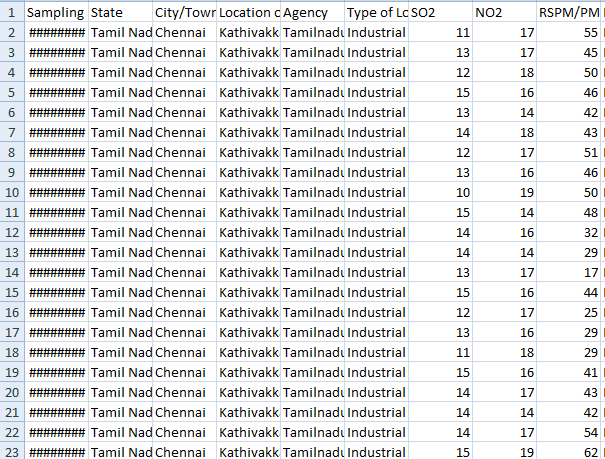 1 Sampling State City/Towr Location o Agency Type of Lo SO2 NO2 RSPM/PM
2 ######## Tamil Nad Chennai Kathivakk Tamilnadu Industrial 11 17 55
3 ######## Tamil Nad Chennai Kathivakk Tamilnadu Industrial 13 17 45
4 ######## Tamil Nad Chennai Kathivakk Tamilnadu Industrial 12 18 50
5 ######## Tamil Nad Chennai Kathivakk Tamilnadu Industrial 15 16 46
6 ######## Tamil Nad Chennai Kathivakk Tamilnadu Industrial 13 14 42
7 ######## Tamil Nad Chennai Kathivakk Tamilnadu Industrial 14 18 43
8 ######## Tamil Nad Chennai Kathivakk Tamilnadu Industrial 12 17 51
9 ######## Tamil Nad Chennai Kathivakk Tamilnadu Industrial 13 16 46
10 ######## Tamil Nad Chennai Kathivakk Tamilnadu Industrial 10 19 50
11 ######## Tamil Nad Chennai Kathivakk Tamilnadu Industrial 15 14 48
12 ######## Tamil Nad Chennai Kathivakk Tamilnadu Industrial 14 16 32
13 ######## Tamil Nad Chennai Kathivakk Tamilnadu Industrial 14 14 29
14 ######## Tamil Nad Chennai Kathivakk Tamilnadu Industrial 13 17 17
15 ######## Tamil Nad Chennai Kathivakk Tamilnadu Industrial 15 16 44
16 ######## Tamil Nad Chennai Kathivakk Tamilnadu Industrial 12 17 25
17 ######## Tamil Nad Chennai Kathivakk Tamilnadu Industrial 13 16 29
18 ######## Tamil Nad Chennai Kathivakk Tamilnadu Industrial 11 18 29
19 ######## Tamil Nad Chennai Kathivakk Tamilnadu Industrial 15 16 41
20 ######## Tamil Nad Chennai Kathivakk Tamilnadu Industrial 14 17 43
21 ######## Tamil Nad Chennai Kathivakk Tamilnadu Industrial 14 14 42
22 ######## Tamil Nad Chennai Kathivakk Tamilnadu Industrial 14 17 54
23 ######## Tamil Nad Chennai Kathivakk Tamilnadu Industrial 15 19 62